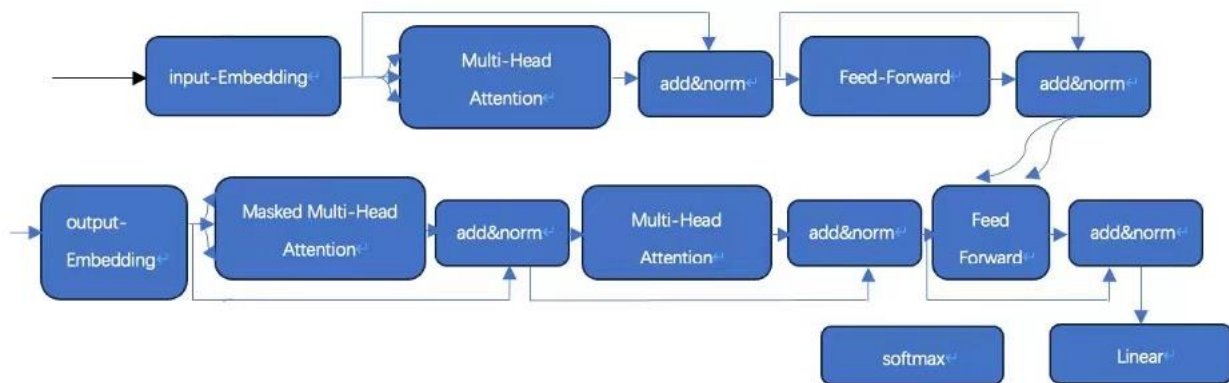 input-Embedding↵
Multi-Head
Attention↵
add&norm↵
Feed-Forward↵
add&norm↵
output-
Embedding↵
Masked Multi-Head
Attention↵
add&norm↵
Multi-Head
Attention↵
add&norm↵
Feed
Forward↵
add&norm↵
softmax↵
Linear↵